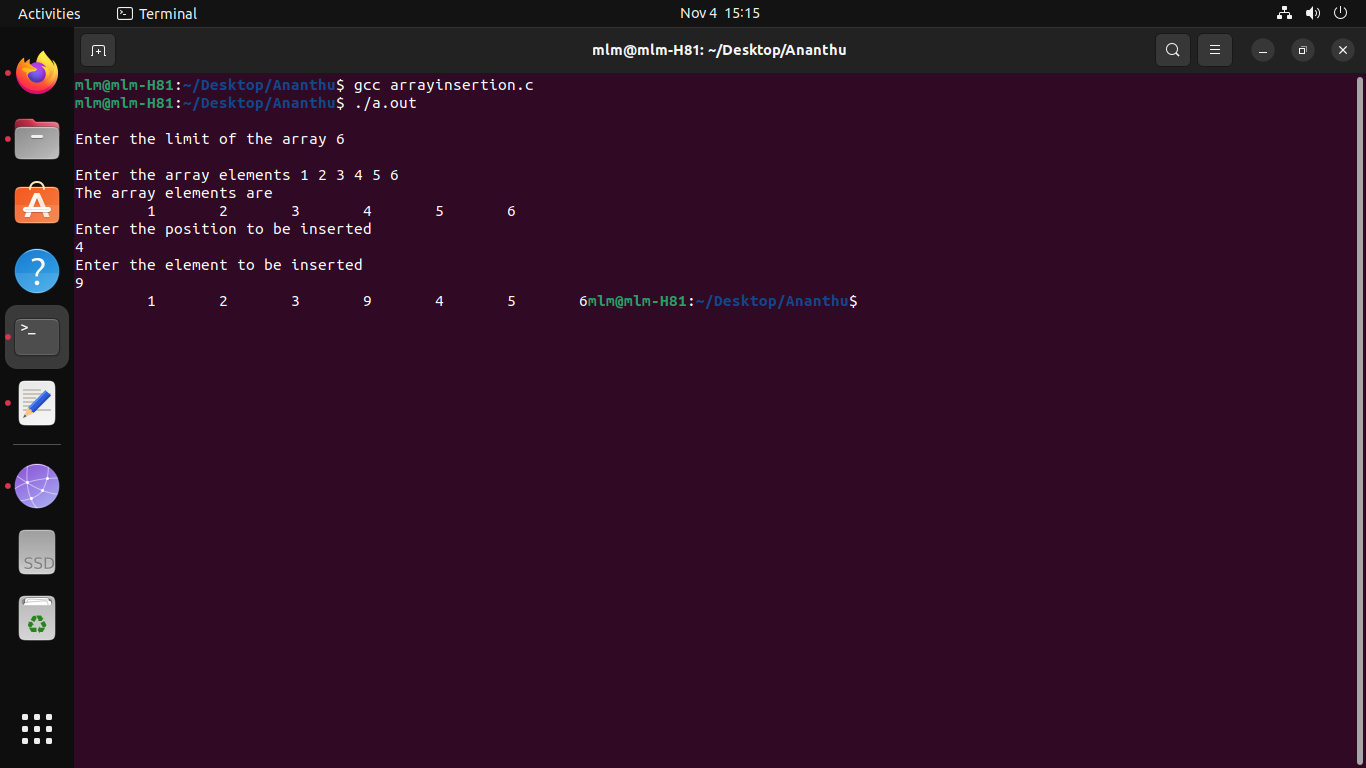 Activities Terminal Nov 4 15:15
mlm@mlm-H81: ~/Desktop/Ananthu
mlm@mlm-H81:~/Desktop/Ananthu$ gcc arrayinsertion.c
mlm@mlm-H81:~/Desktop/Ananthu$ ./a.out
Enter the limit of the array 6
Enter the array elements 1 2 3 4 5 6
The array elements are
1 2 3 4 5 6
Enter the position to be inserted
4
Enter the element to be inserted
9
1 2 3 9 4 5 6mlm@mlm-H81:~/Desktop/Ananthu$
>_
SSD